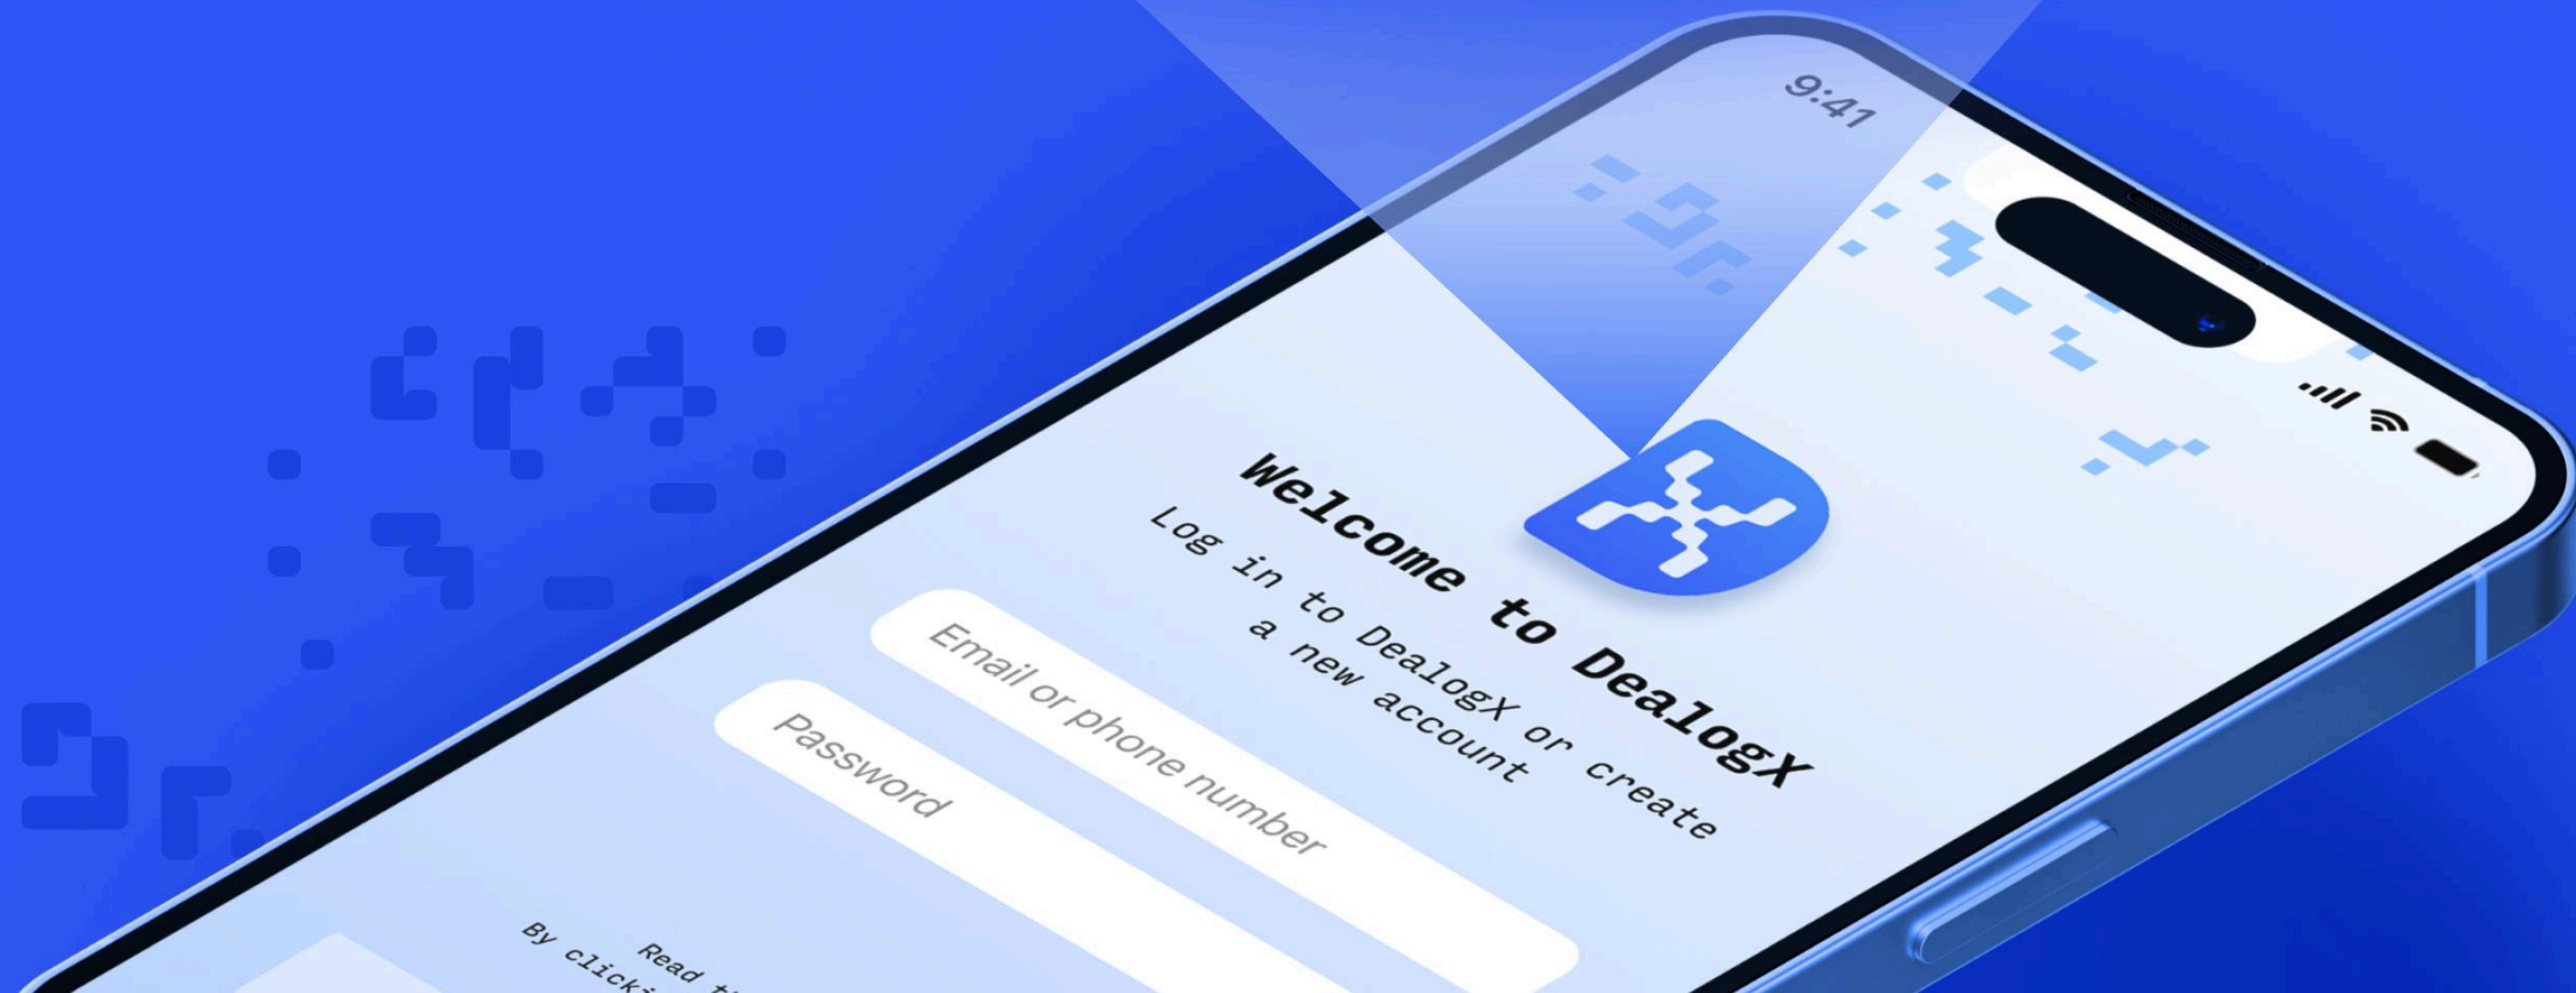 9:41
Welcome to DealogX
Log in to DealogX or create
a new account
Email or phone number
Password
Read
By